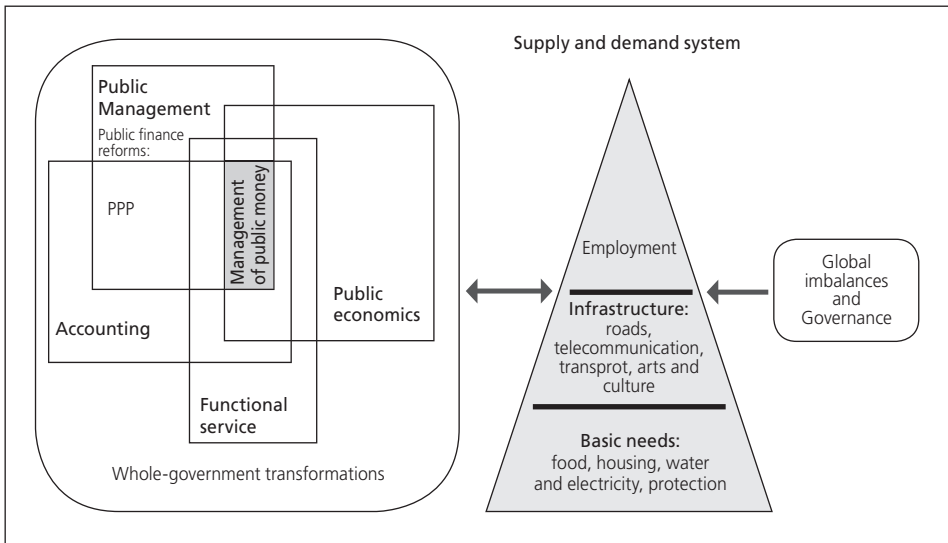 Public
Management
Public finance
reforms:
PPP
Management
of public money
Public
economics
Accounting
Functional
service
Whole-government transformations
Supply and demand system
Employment
Infrastructure:
roads,
telecommunication,
transprot, arts and
culture
Basic needs:
food, housing, water
and electricity, protection
Global
imbalances
and
Governance